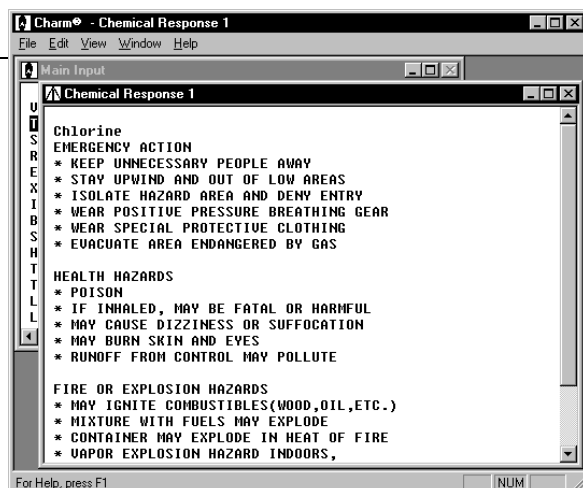 Charm® - Chemical Response 1
File Edit View Window Help
Main Input
Chemical Response 1
U
T
S
R
E
X
I
B
S
H
T
T
L
L
Chlorine
EMERGENCY ACTION
* KEEP UNNECESSARY PEOPLE AWAY
* STAY UPWIND AND OUT OF LOW AREAS
* ISOLATE HAZARD AREA AND DENY ENTRY
* WEAR POSITIVE PRESSURE BREATHING GEAR
* WEAR SPECIAL PROTECTIVE CLOTHING
* EVACUATE AREA ENDANGERED BY GAS
HEALTH HAZARDS
* POISON
* IF INHALED, MAY BE FATAL OR HARMFUL
* MAY CAUSE DIZZINESS OR SUFFOCATION
* MAY BURN SKIN AND EYES
* RUNOFF FROM CONTROL MAY POLLUTE
FIRE OR EXPLOSION HAZARDS
* MAY IGNITE COMBUSTIBLES(WOOD,OIL,ETC.)
* MIXTURE WITH FUELS MAY EXPLODE
* CONTAINER MAY EXPLODE IN HEAT OF FIRE
* VAPOR EXPLOSION HAZARD INDOORS,
For Help, press F1
NUM